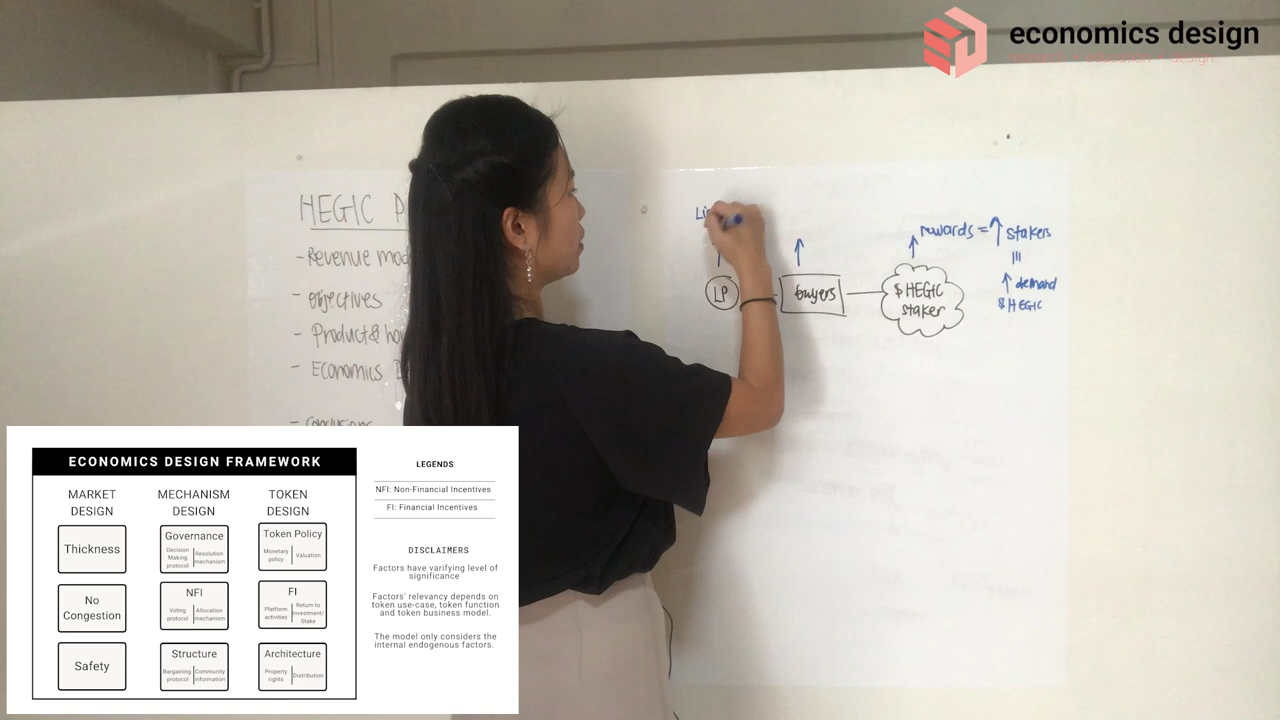 economics design
HEGIC
- Revenue
- objectives
- Product & how
- Economics
- conclusions
LP
buyers
$HEGIC
staker
rewards = ↑ stakers
↑ demand
$HEGIC
ECONOMICS DESIGN FRAMEWORK
MARKET
DESIGN
MECHANISM
DESIGN
TOKEN
DESIGN
Thickness
Governance
Decision
Making
protocol
Resolution
mechanism
Token Policy
Monetary
policy
Valuation
No
Congestion
NFI
Voting
protocol
Allocation
mechanism
FI
Platform
activities
Return to
Investment/
Stake
Safety
Structure
Bargaining
protocol
Community
information
Architecture
Property
rights
Distribution
LEGENDS
NFI: Non-Financial Incentives
FI: Financial Incentives
DISCLAIMERS
Factors have varifying level of
significance
Factors' relevancy depends on
token use-case, token function
and token business model.
The model only considers the
internal endogenous factors.